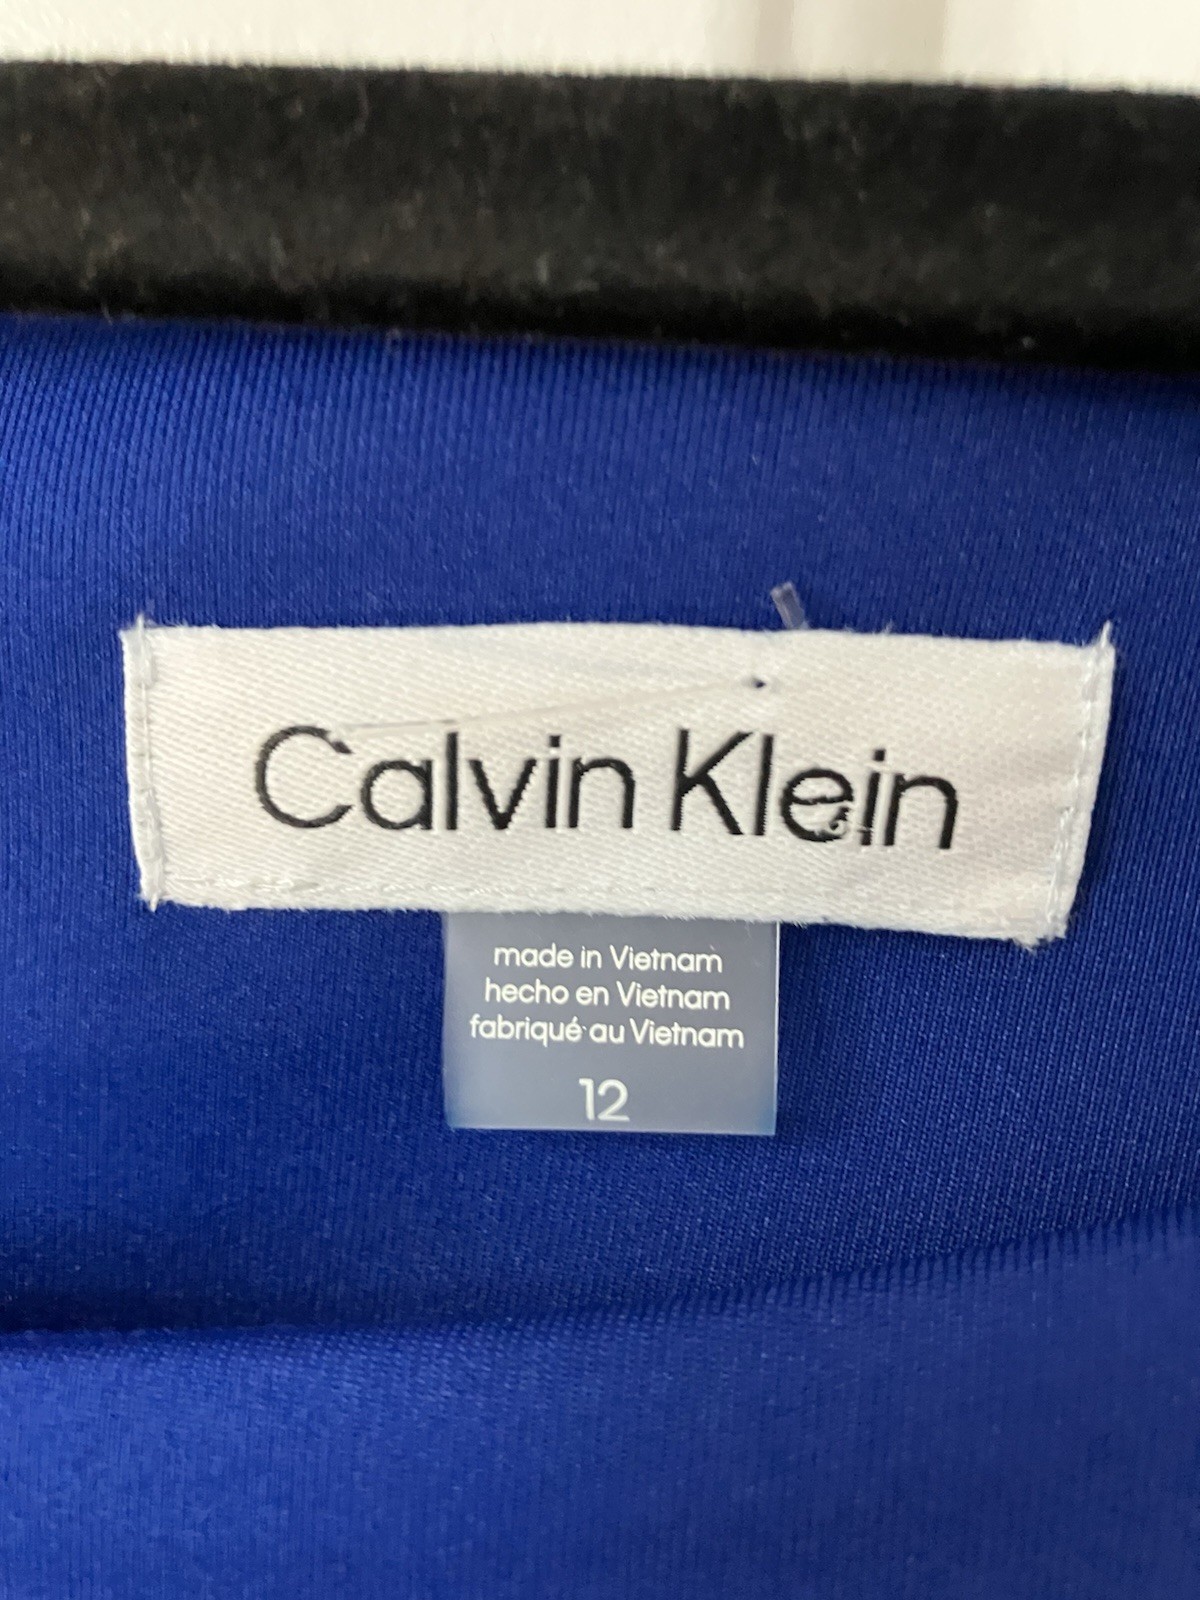 Calvin Klein
made in Vietnam
hecho en Vietnam
fabriqué au Vietnam
12